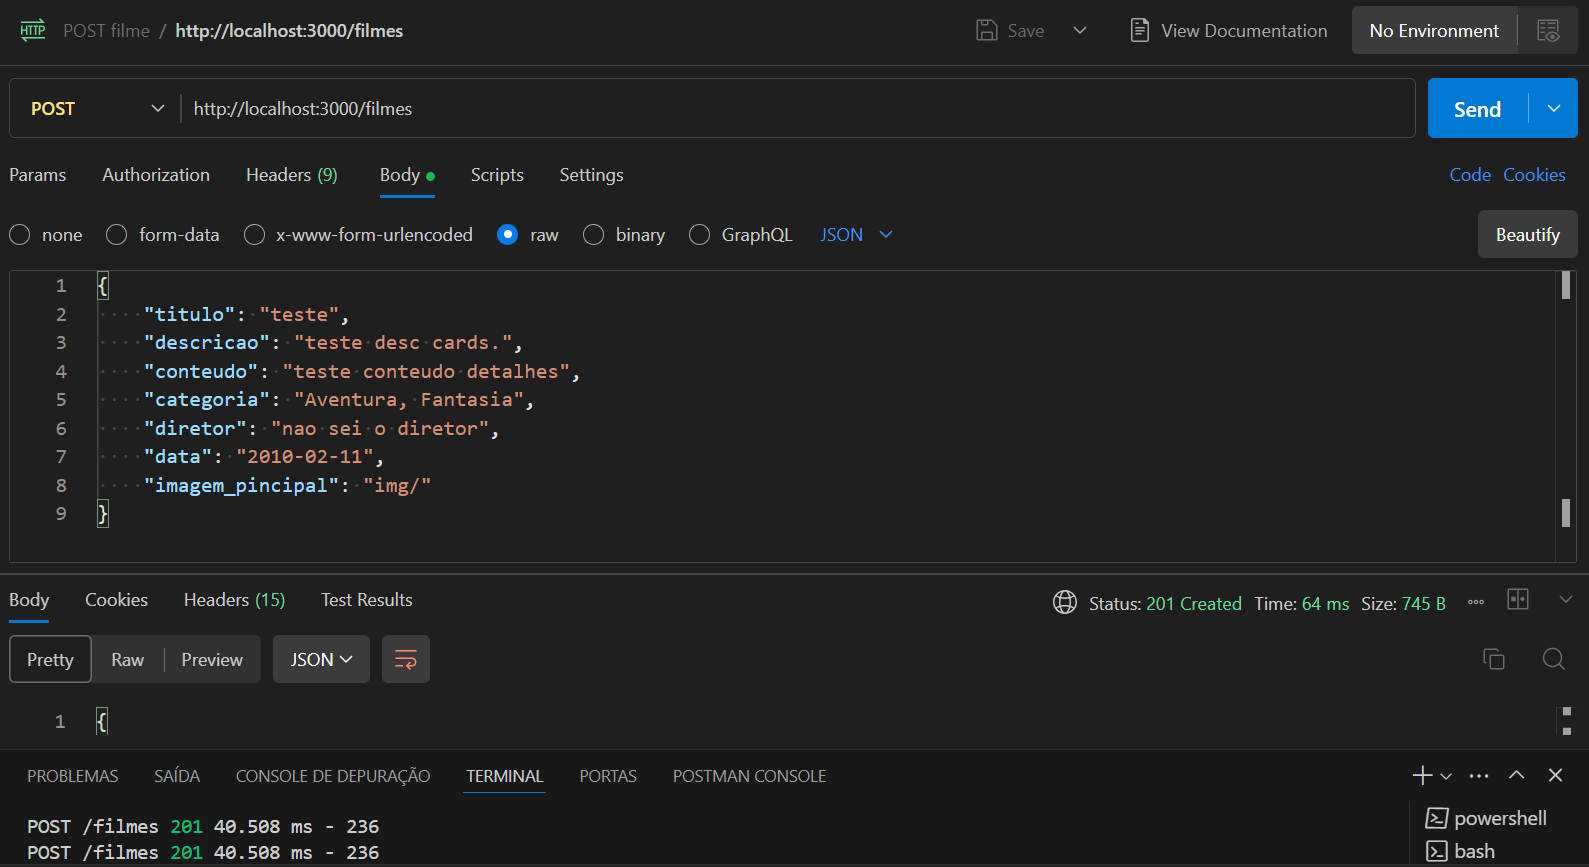 HTTP POST filme / http://localhost:3000/filmes Save View Documentation No Environment
POST http://localhost:3000/filmes Send
Params Authorization Headers (9) Body Scripts Settings Code Cookies
none form-data x-www-form-urlencoded raw binary GraphQL JSON Beautify
1 {
2 "titulo": "teste",
3 "descricao": "teste desc cards.",
4 "conteudo": "teste conteudo detalhes",
5 "categoria": "Aventura, Fantasia",
6 "diretor": "nao sei o diretor",
7 "data": "2010-02-11",
8 "imagem_pincipal": "img/"
9 }
Body Cookies Headers (15) Test Results Status: 201 Created Time: 64 ms Size: 745 B
Pretty Raw Preview JSON
1 {
PROBLEMAS SAÍDA CONSOLE DE DEPURAÇÃO TERMINAL PORTAS POSTMAN CONSOLE
POST /filmes 201 40.508 ms - 236 powershell
POST /filmes 201 40.508 ms - 236 bash